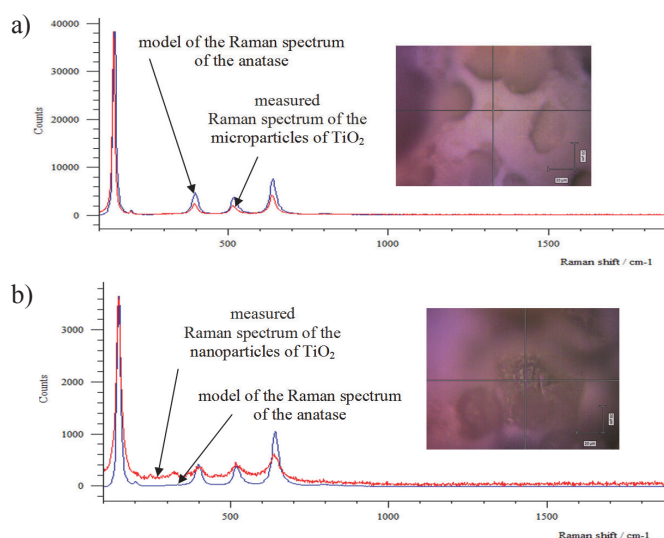 a)
40000
30000
20000
10000
0
Counts
model of the Raman spectrum
of the anatase
measured
Raman spectrum of the
microparticles of TiO2
500
1000
1500
Raman shift / cm-1
b)
3000
2000
1000
0
Counts
measured
Raman spectrum of the
nanoparticles of TiO2
model of the Raman spectrum
of the anatase
500
1000
1500
Raman shift / cm-1